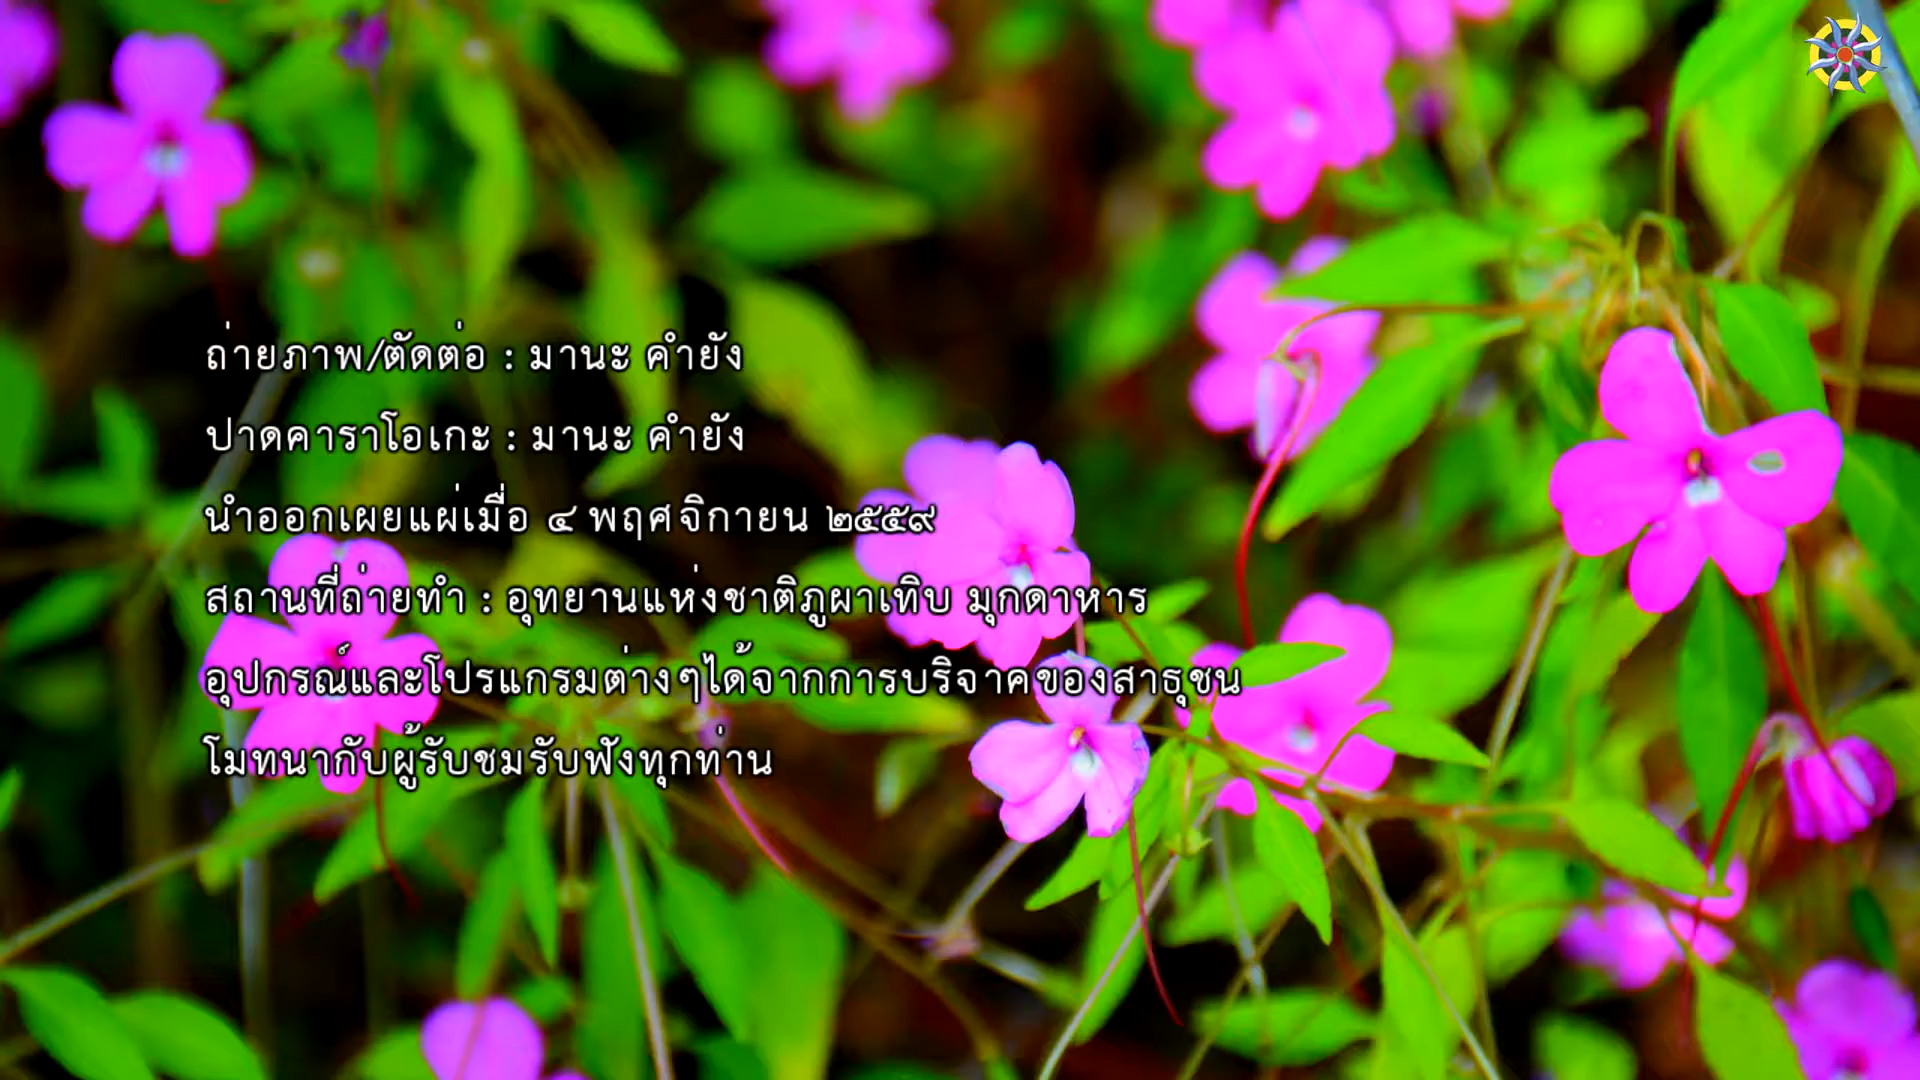 ถ่ายภาพ/ตัดต่อ : มานะ คำยัง
ปาดคาราโอเกะ : มานะ คำยัง
นำออกเผยแผ่เมื่อ ๔ พฤศจิกายน ๒๕๕๙
สถานที่ถ่ายทำ : อุทยานแห่งชาติภูผาเทิบ มุกดาหาร
อุปกรณ์และโปรแกรมต่างๆได้จากการบริจาคของสาธุชน
โมทนากับผู้รับชมรับฟังทุกท่าน